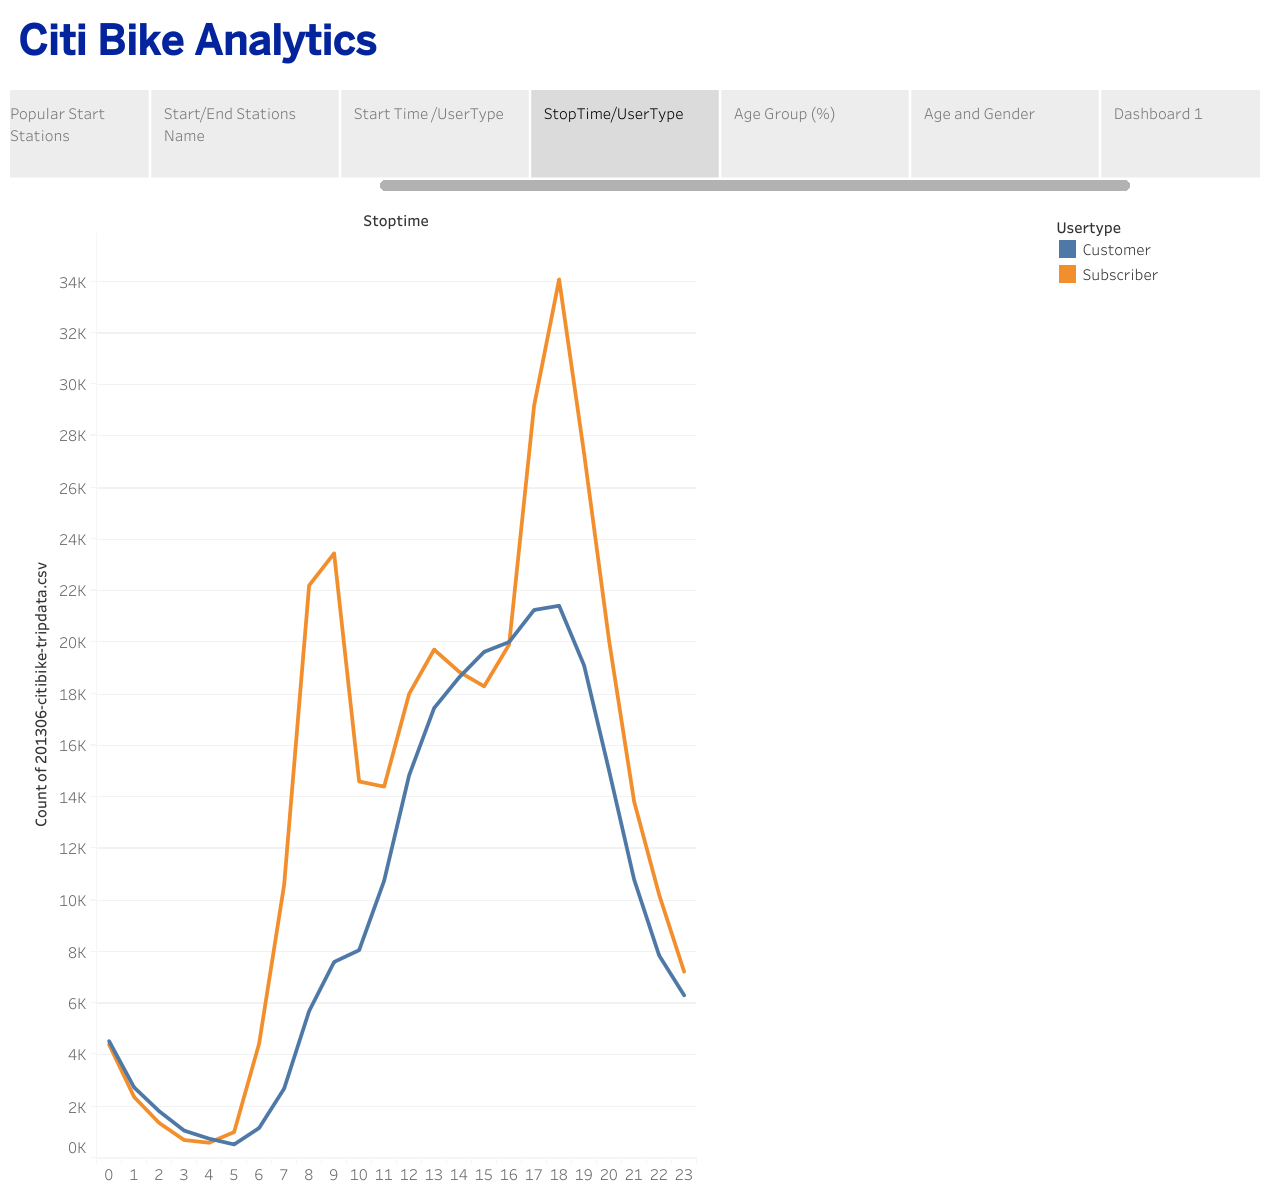 Citi Bike Analytics
Popular Start
Stations
Start/End Stations
Name
Start Time /UserType
StopTime/UserType
Age Group (%)
Age and Gender
Dashboard 1
Stoptime
Usertype
Customer
Subscriber
Count of 201306-citibike-tripdata.csv
34K
32K
30K
28K
26K
24K
22K
20K
18K
16K
14K
12K
10K
8K
6K
4K
2K
0K
0 1 2 3 4 5 6 7 8 9 10 11 12 13 14 15 16 17 18 19 20 21 22 23